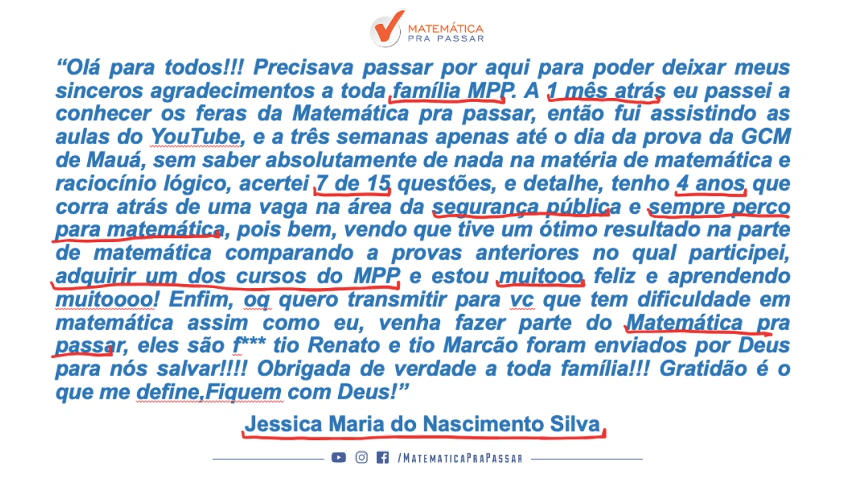 MATEMÁTICA
PRA PASSAR
“Olá para todos!!! Precisava passar por aqui para poder deixar meus
sinceros agradecimentos a toda família MPP. A 1 mês atrás eu passei a
conhecer os feras da Matemática pra passar, então fui assistindo as
aulas do YouTube, e a três semanas apenas até o dia da prova da GCM
de Mauá, sem saber absolutamente de nada na matéria de matemática e
raciocínio lógico, acertei 7 de 15 questões, e detalhe, tenho 4 anos que
corra atrás de uma vaga na área da segurança pública e sempre perco
para matemática, pois bem, vendo que tive um ótimo resultado na parte
de matemática comparando a provas anteriores no qual participei,
adquirir um dos cursos do MPP e estou muitooo feliz e aprendendo
muitoooo! Enfim, oq quero transmitir para vc que tem dificuldade em
matemática assim como eu, venha fazer parte do Matemática pra
passar, eles são f*** tio Renato e tio Marcão foram enviados por Deus
para nós salvar!!!! Obrigada de verdade a toda família!!! Gratidão é o
que me define,Fiquem com Deus!”
Jessica Maria do Nascimento Silva
/MatematicaPraPassar